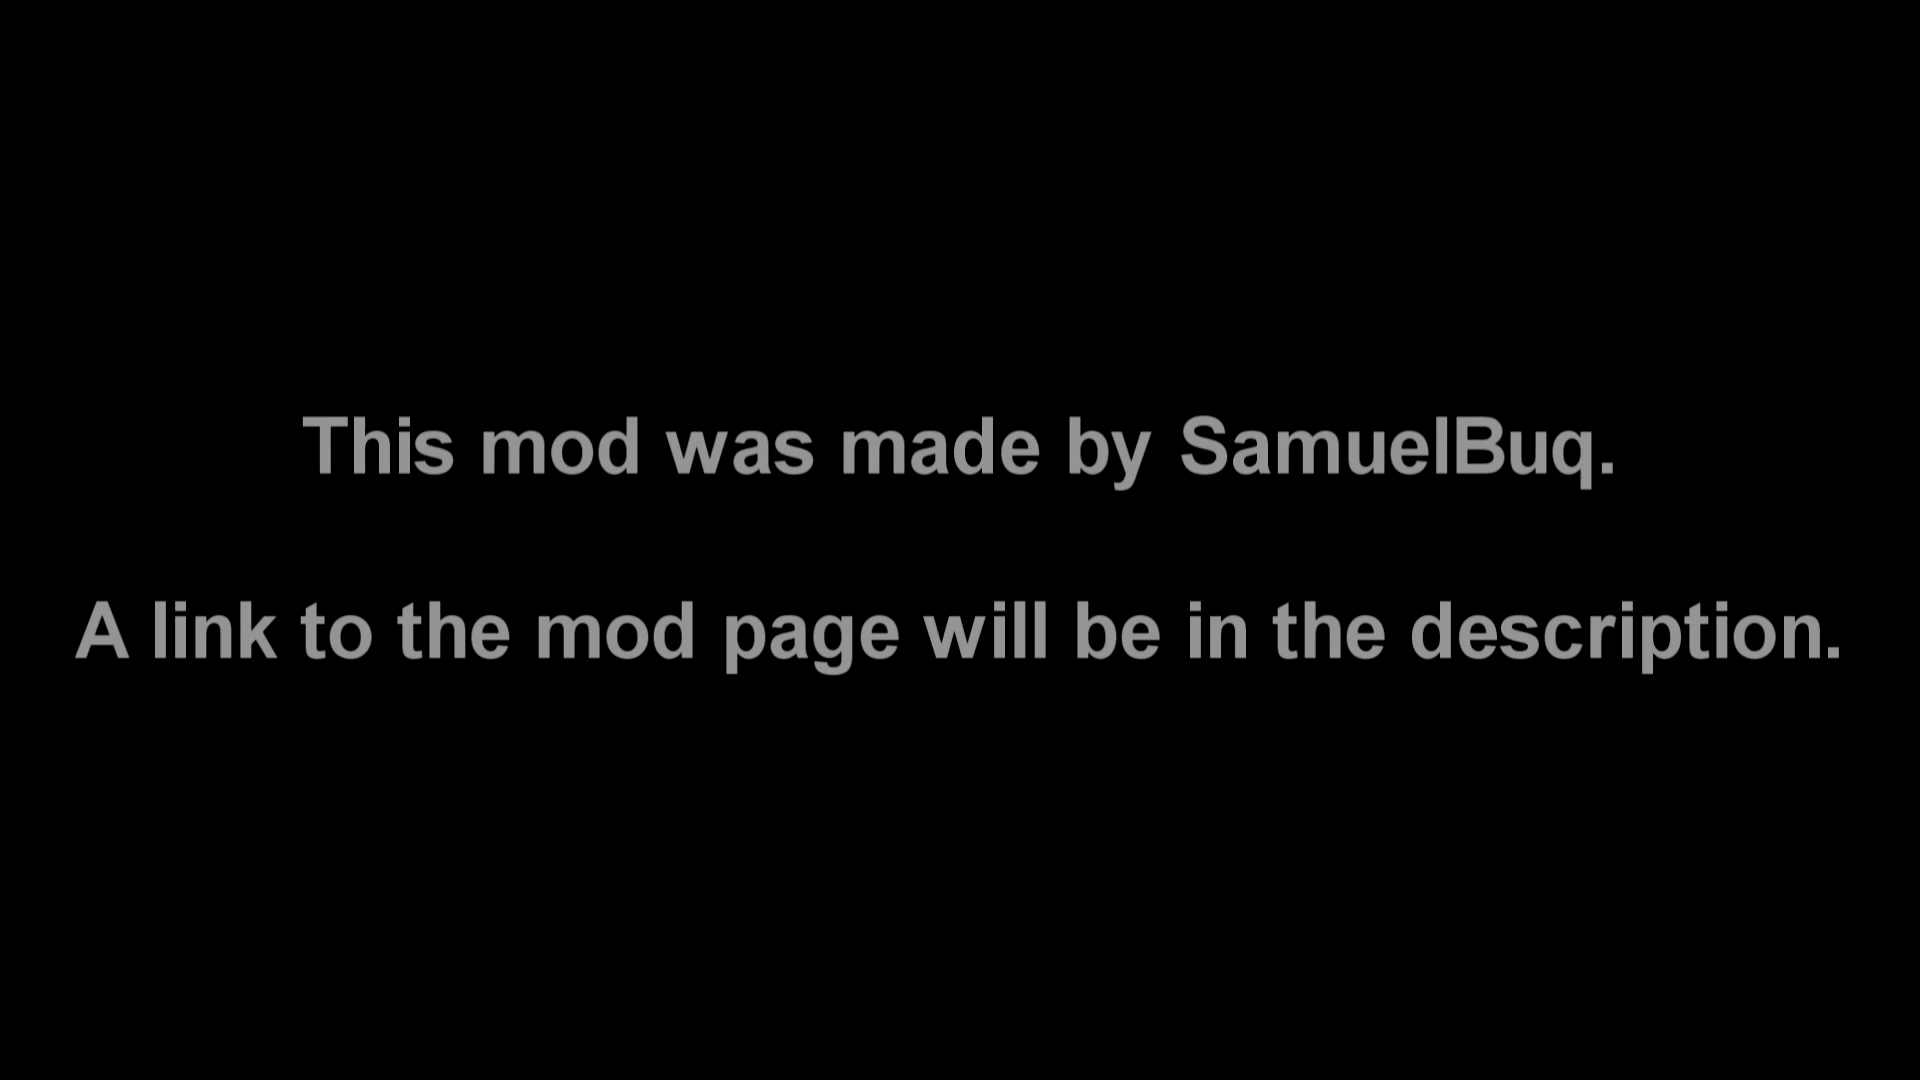 This mod was made by SamuelBuq.
A link to the mod page will be in the description.